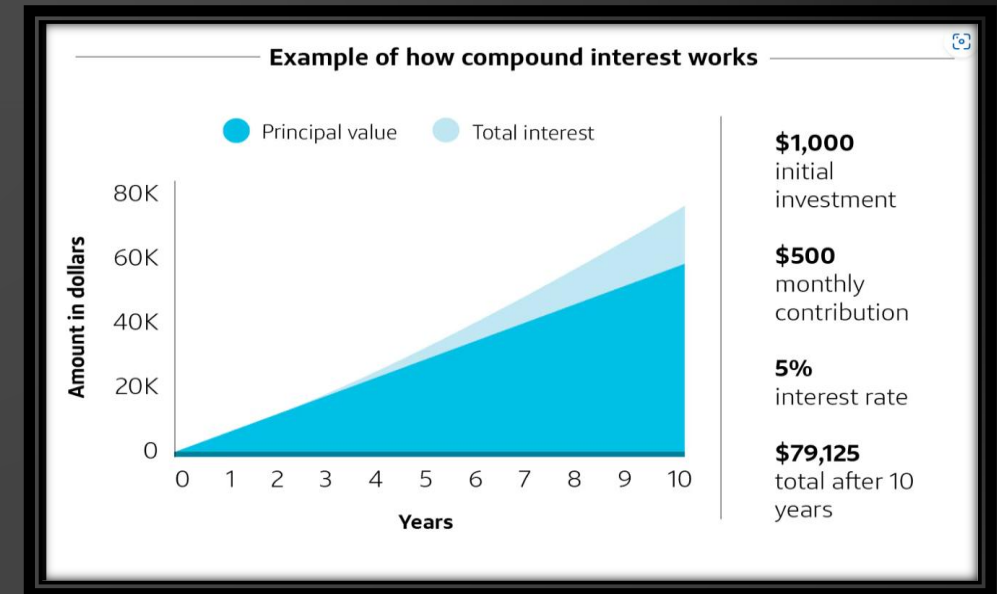 Example of how compound interest works
Principal value
Total interest
Amount in dollars
80K
60K
40K
20K
0
0 1 2 3 4 5 6 7 8 9 10
Years
$1,000
initial
investment
$500
monthly
contribution
5%
interest rate
$79,125
total after 10
years